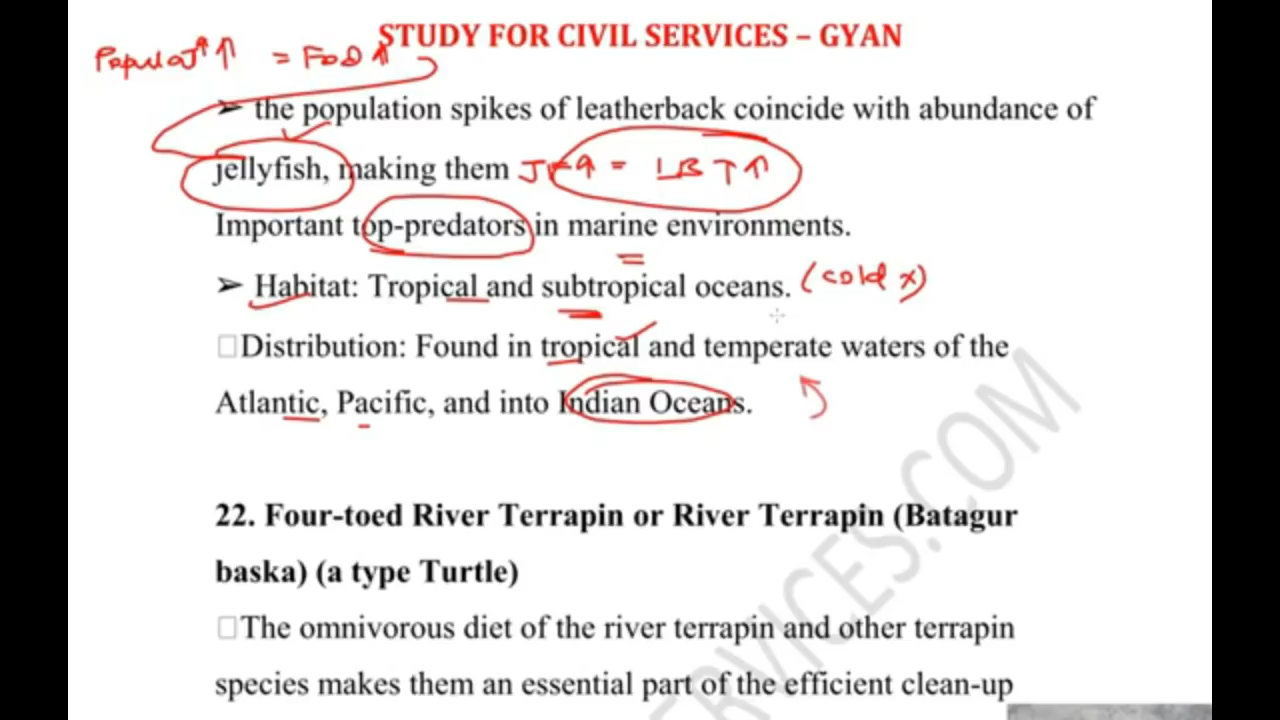 STUDY FOR CIVIL SERVICES – GYAN
= FOOD ↑
➤ the population spikes of leatherback coincide with abundance of
jellyfish, making them JF↑ = LBT↑
Important top-predators in marine environments.
➤ Habitat: Tropical and subtropical oceans. (cold x)
□Distribution: Found in tropical and temperate waters of the
Atlantic, Pacific, and into Indian Oceans.
22. Four-toed River Terrapin or River Terrapin (Batagur
baska) (a type Turtle)
□The omnivorous diet of the river terrapin and other terrapin
species makes them an essential part of the efficient clean-up
SERVICES.COM